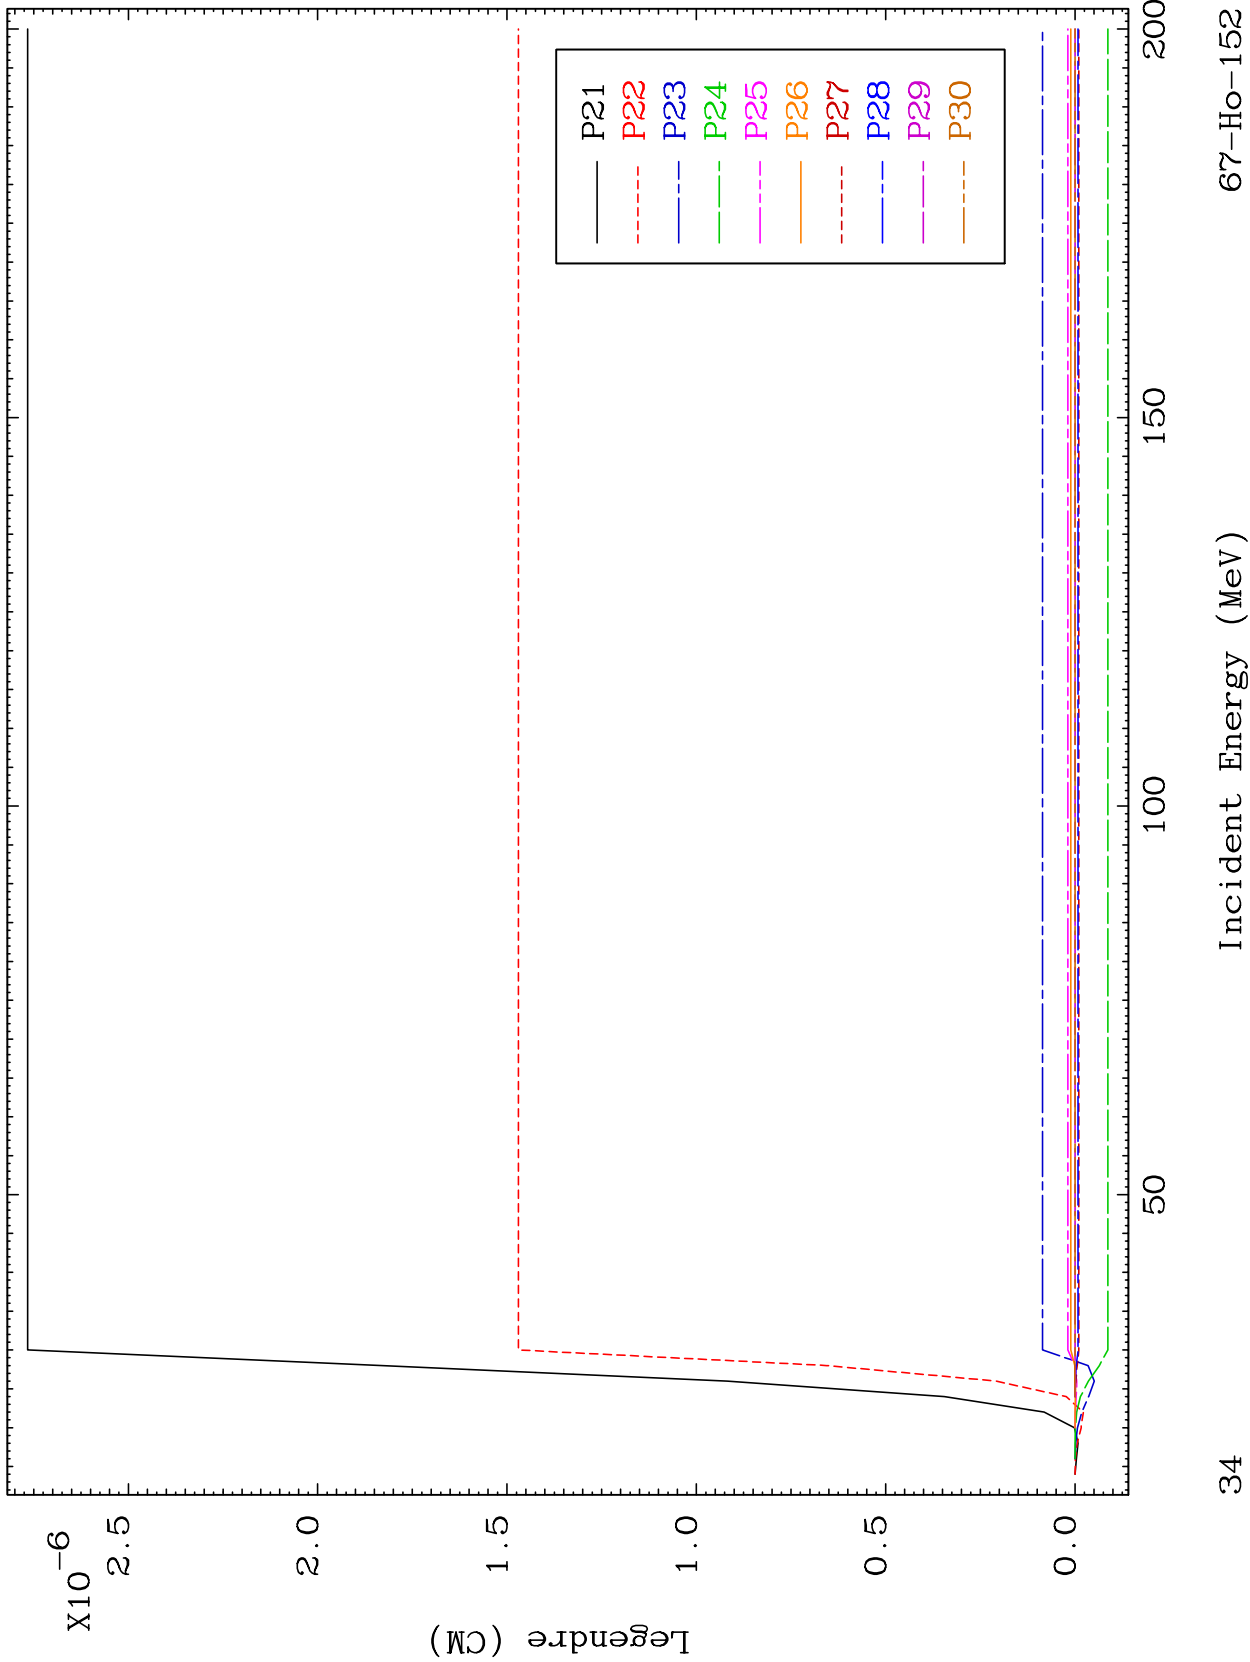 X10-6
2.5
2.0
1.5
1.0
0.5
0.0
Legendre (CM)
P21
P22
P23
P24
P25
P26
P27
P28
P29
P30
50
100
150
200
34
Incident Energy (MeV)
67-Ho-152